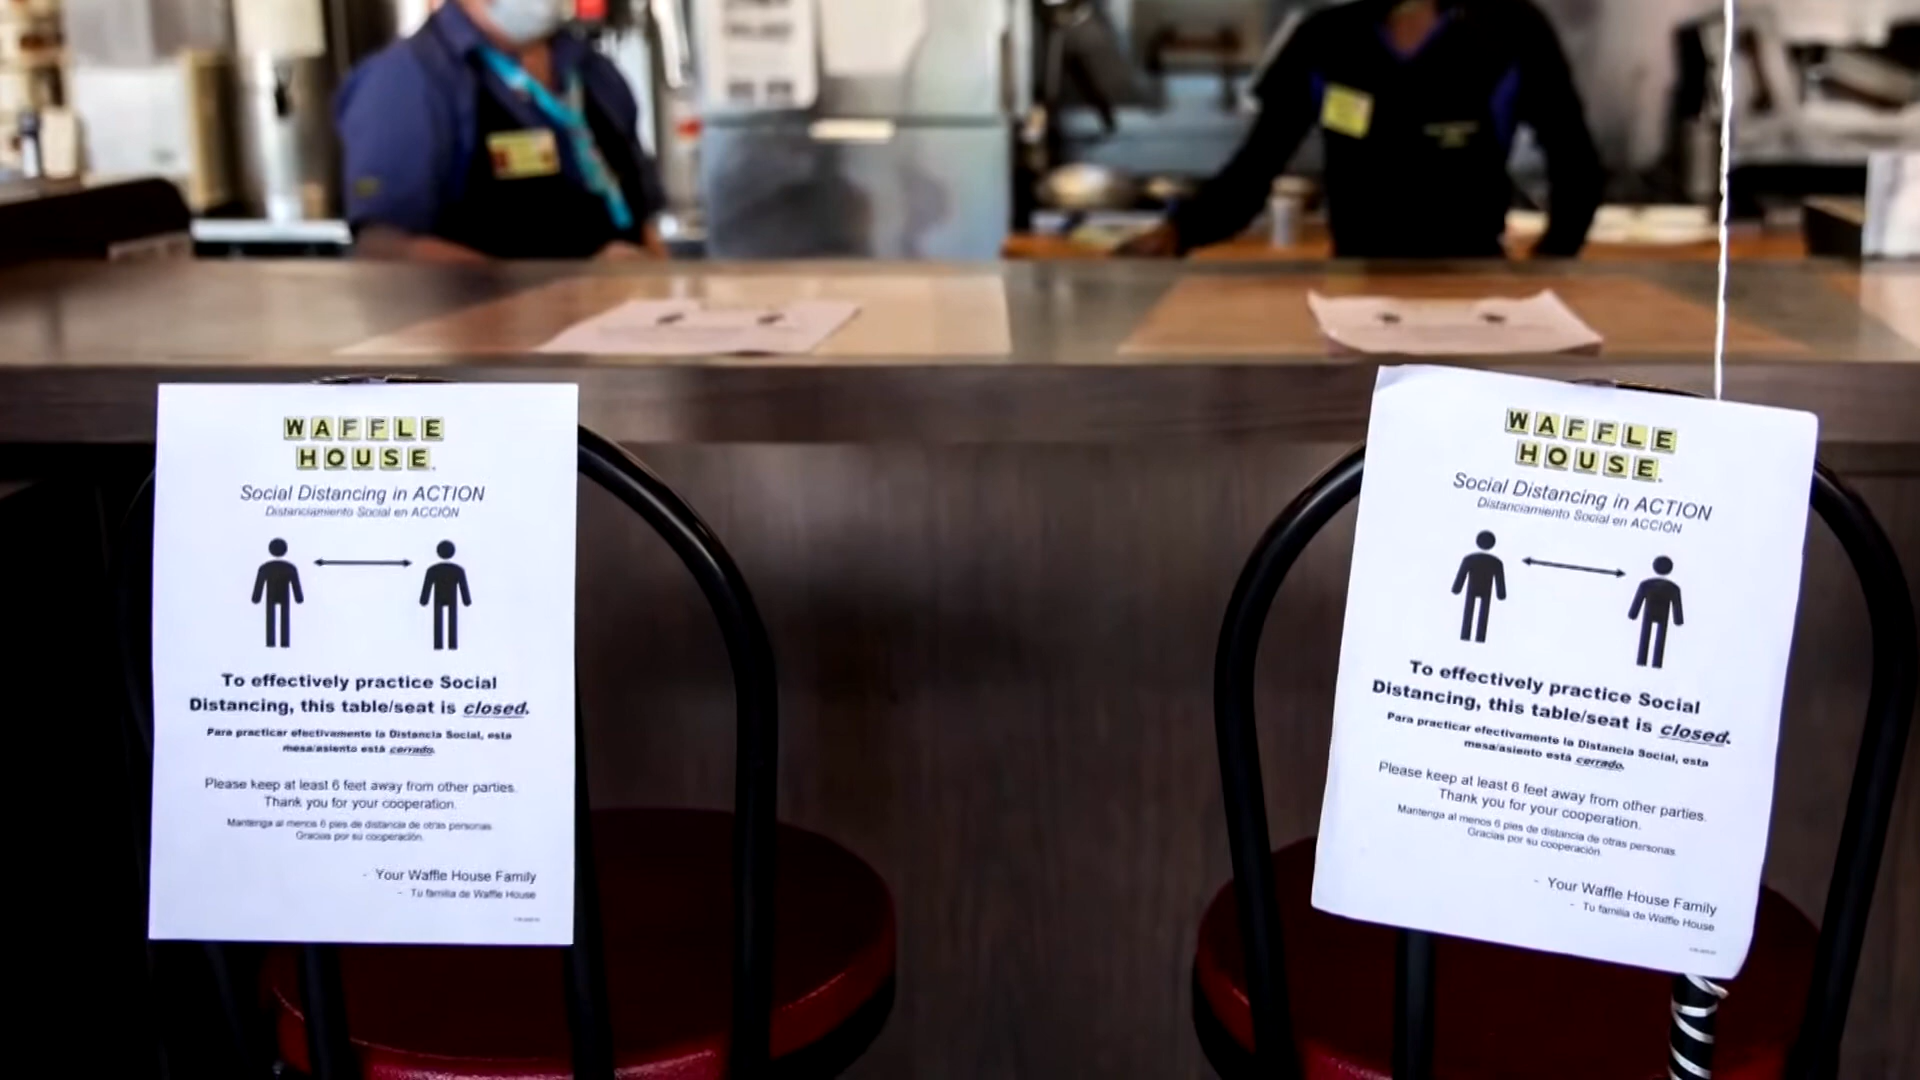 WAFFLE
HOUSE
Social Distancing in ACTION
Distanciamiento Social en ACCIÓN
To effectively practice Social
Distancing, this table/seat is closed.
Para practicar efectivamente la Distancia Social, esta
mesa/asiento está cerrado.
Please keep at least 6 feet away from other parties.
Thank you for your cooperation.
Mantenga al menos 6 pies de distancia de otras personas.
Gracias por su cooperación.
- Your Waffle House Family
- Tu familia de Waffle House
WAFFLE
HOUSE
Social Distancing in ACTION
Distanciamiento Social en ACCIÓN
To effectively practice Social
Distancing, this table/seat is closed.
Para practicar efectivamente la Distancia Social, esta
mesa/asiento está cerrado.
Please keep at least 6 feet away from other parties.
Thank you for your cooperation.
Mantenga al menos 6 pies de distancia de otras personas.
Gracias por su cooperación.
- Your Waffle House Family
- Tu familia de Waffle House